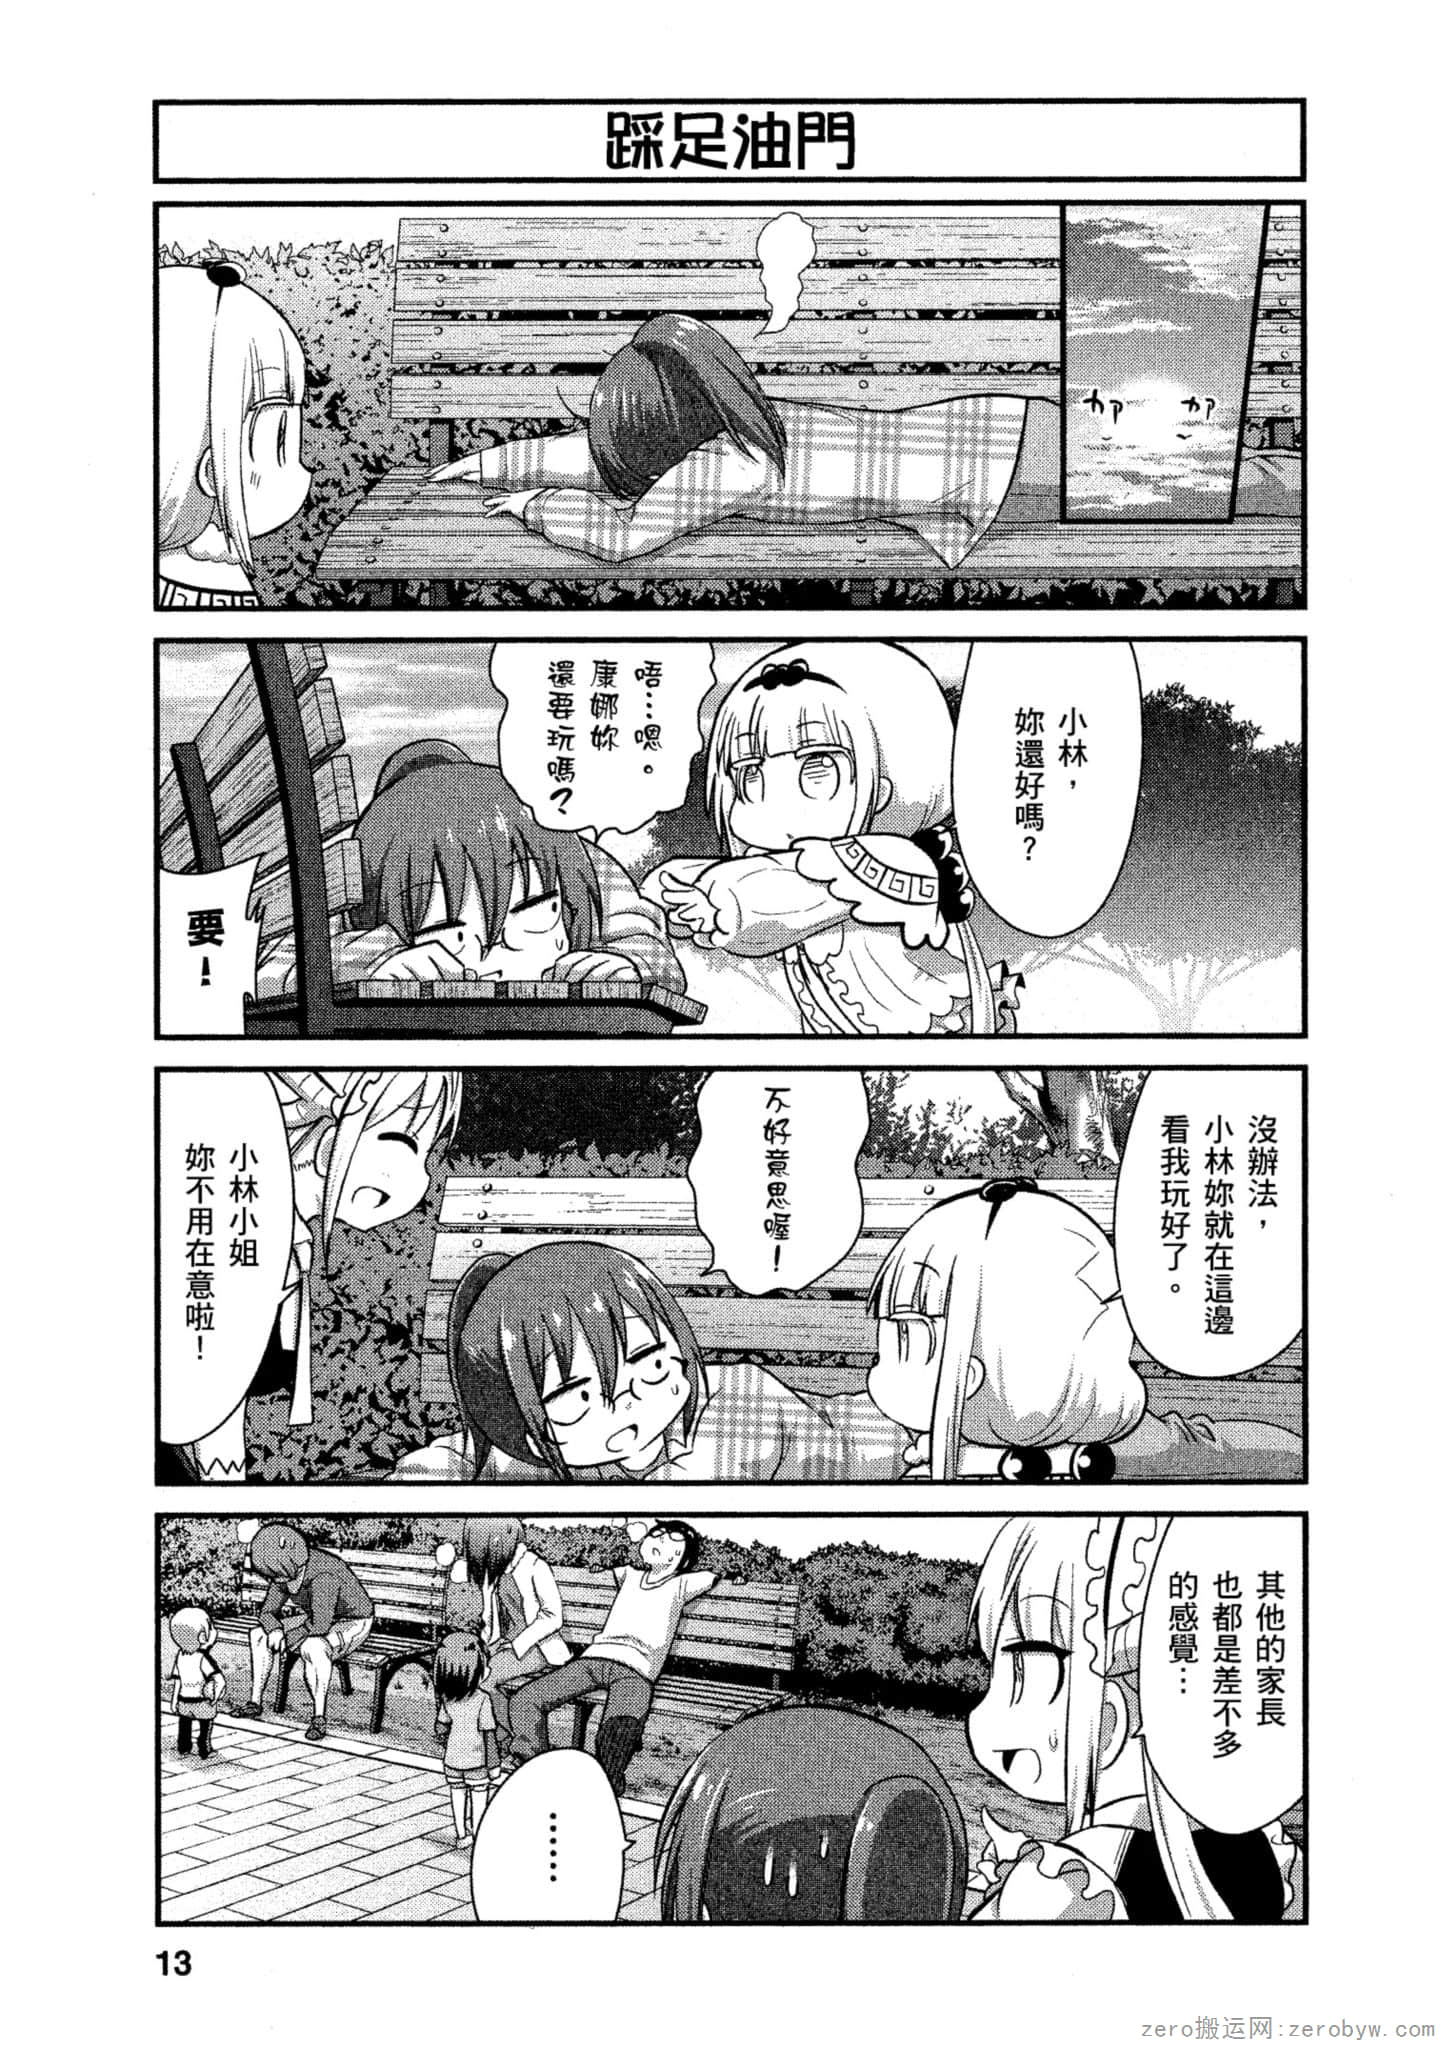 踩足油門
カァ
カァ
小林，
妳還好嗎？
唔…嗯。
康娜妳
還要玩嗎？
要！
沒辦法，
小林妳就在這邊
看我玩好了。
不好意思喔！
小林小姐
妳不用在意啦！
其他的家長
也都是差不多
的感覺…
……
13
zero搬运网:zerobyw.com